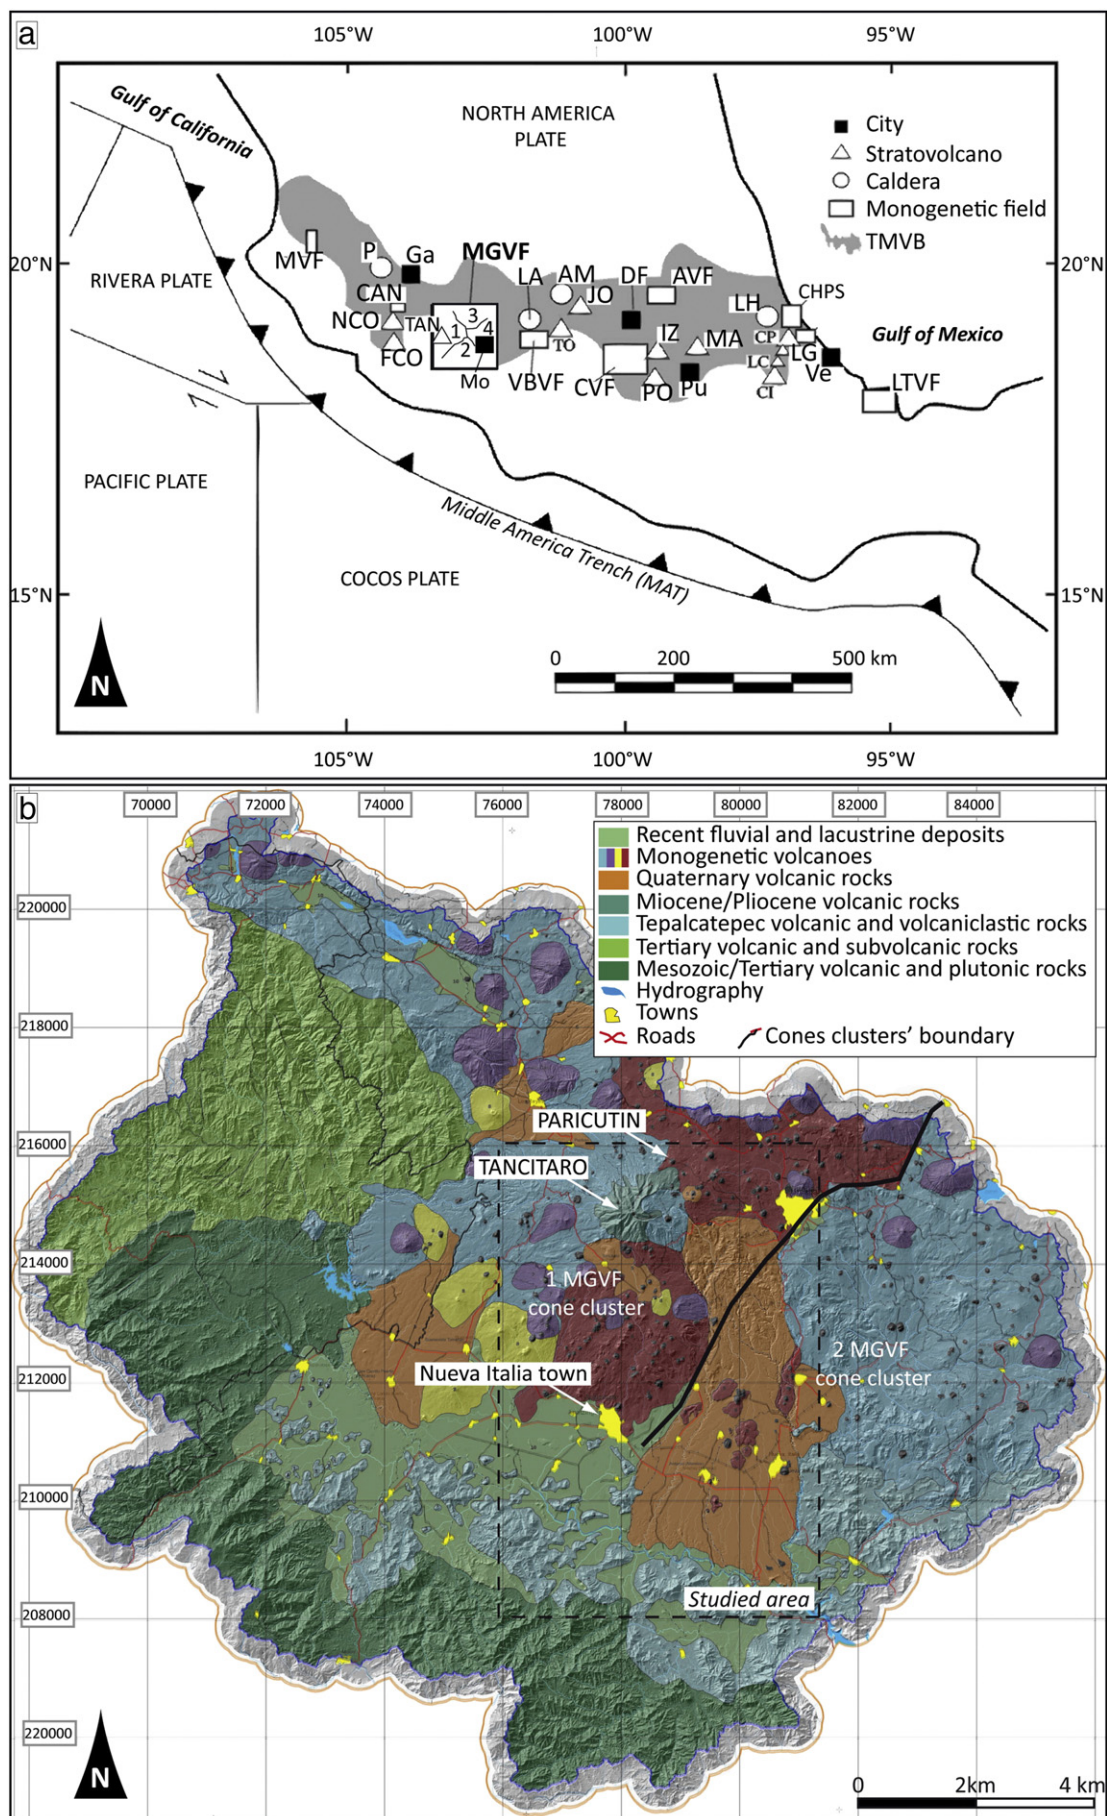 a
105°W
100°W
95°W
Gulf of California
NORTH AMERICA
PLATE
City
Stratovolcano
Caldera
Monogenetic field
TMVB
20°N
20°N
RIVERA PLATE
MVF
P
Ga
MGVF
LA
AM
DF
AVF
JO
CAN
NCO
TAN
1
2
3
4
FCO
Mo
VBVF
TO
CVF
IZ
PO
MA
Pu
LH
CHPS
CP
LG
LC
CI
Ve
LTVF
Gulf of Mexico
PACIFIC PLATE
COCOS PLATE
Middle America Trench (MAT)
15°N
15°N
N
0
200
500 km
105°W
100°W
95°W
b
70000
72000
74000
76000
78000
80000
82000
84000
Recent fluvial and lacustrine deposits
Monogenetic volcanoes
Quaternary volcanic rocks
Miocene/Pliocene volcanic rocks
Tepalcatepec volcanic and volcaniclastic rocks
Tertiary volcanic and subvolcanic rocks
Mesozoic/Tertiary volcanic and plutonic rocks
Hydrography
Towns
Roads
Cones clusters' boundary
220000
218000
216000
214000
212000
210000
208000
220000
PARICUTIN
TANCITARO
1 MGVF
cone cluster
2 MGVF
cone cluster
Nueva Italia town
Studied area
N
0
2km
4 km